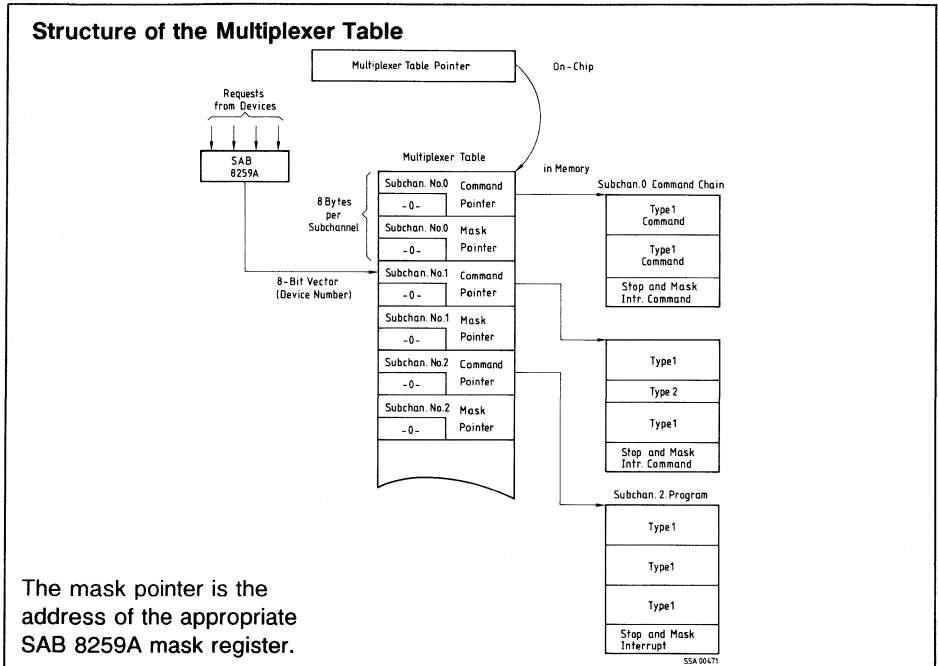 Structure of the Multiplexer Table
Multiplexer Table Pointer
On-Chip
Requests
from Devices
SAB
8259A
Multiplexer Table
in Memory
8 Bytes
per
Subchannel
Subchan. No.0 Command
-0- Pointer
Subchan. No.0 Mask
-0- Pointer
8-Bit Vector
(Device Number)
Subchan. No.1 Command
-0- Pointer
Subchan. No.1 Mask
-0- Pointer
Subchan. No.2 Command
-0- Pointer
Subchan. No.2 Mask
-0- Pointer
Subchan.0 Command Chain
Type1
Command
Type1
Command
Stop and Mask
Intr. Command
Type1
Type 2
Type1
Stop and Mask
Intr. Command
Subchan. 2. Program
Type1
Type1
Type1
Stop and Mask
Interrupt
SSA 00471
The mask pointer is the
address of the appropriate
SAB 8259A mask register.